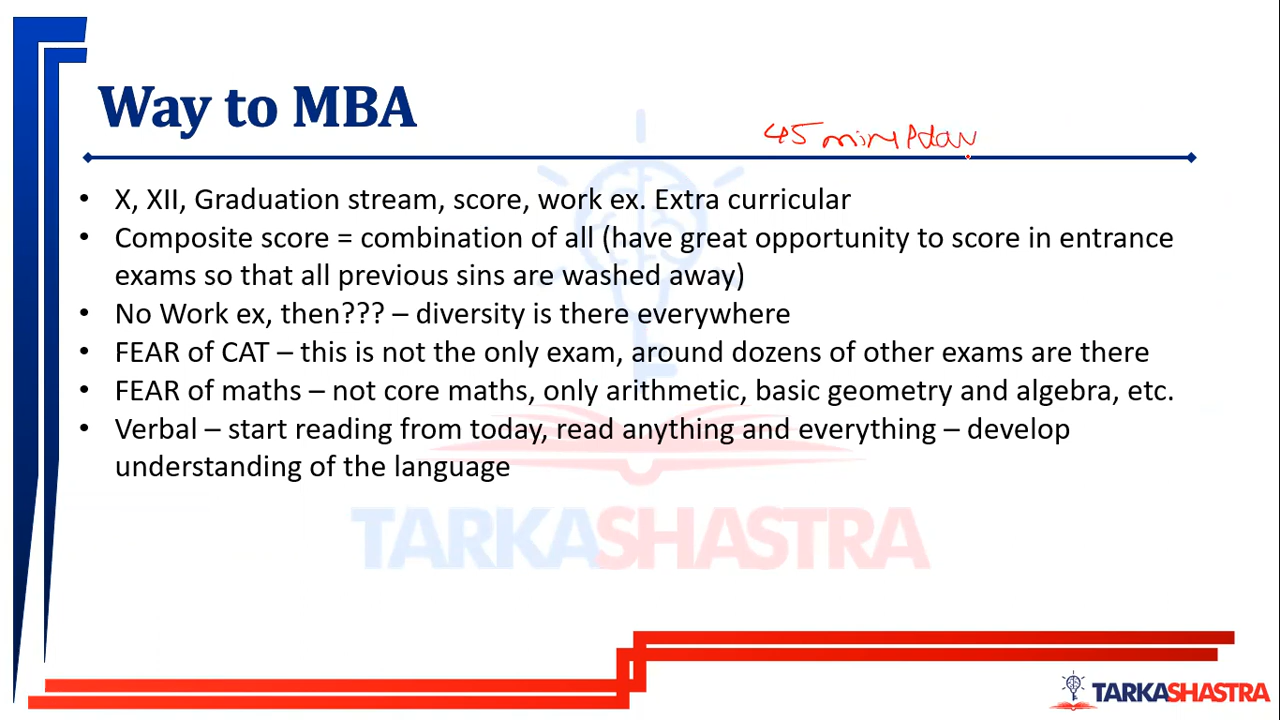 Way to MBA
45 mins Pday
• X, XII, Graduation stream, score, work ex. Extra curricular
• Composite score = combination of all (have great opportunity to score in entrance
exams so that all previous sins are washed away)
• No Work ex, then??? – diversity is there everywhere
• FEAR of CAT – this is not the only exam, around dozens of other exams are there
• FEAR of maths – not core maths, only arithmetic, basic geometry and algebra, etc.
• Verbal – start reading from today, read anything and everything – develop
understanding of the language
TARKASHASTRA
TARKASHASTRA